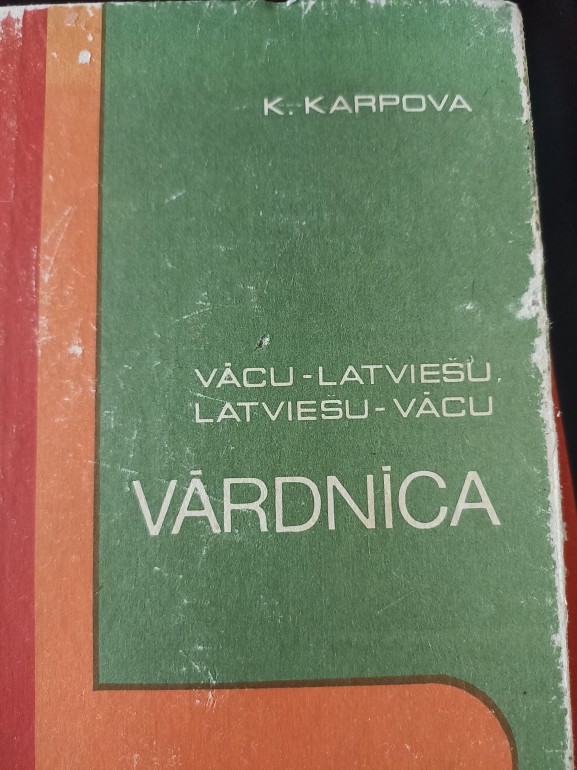 K. KARPOVA
VĀCU-LATVIEŠU,
LATVIEŠU-VĀCU
VĀRDNĪCA